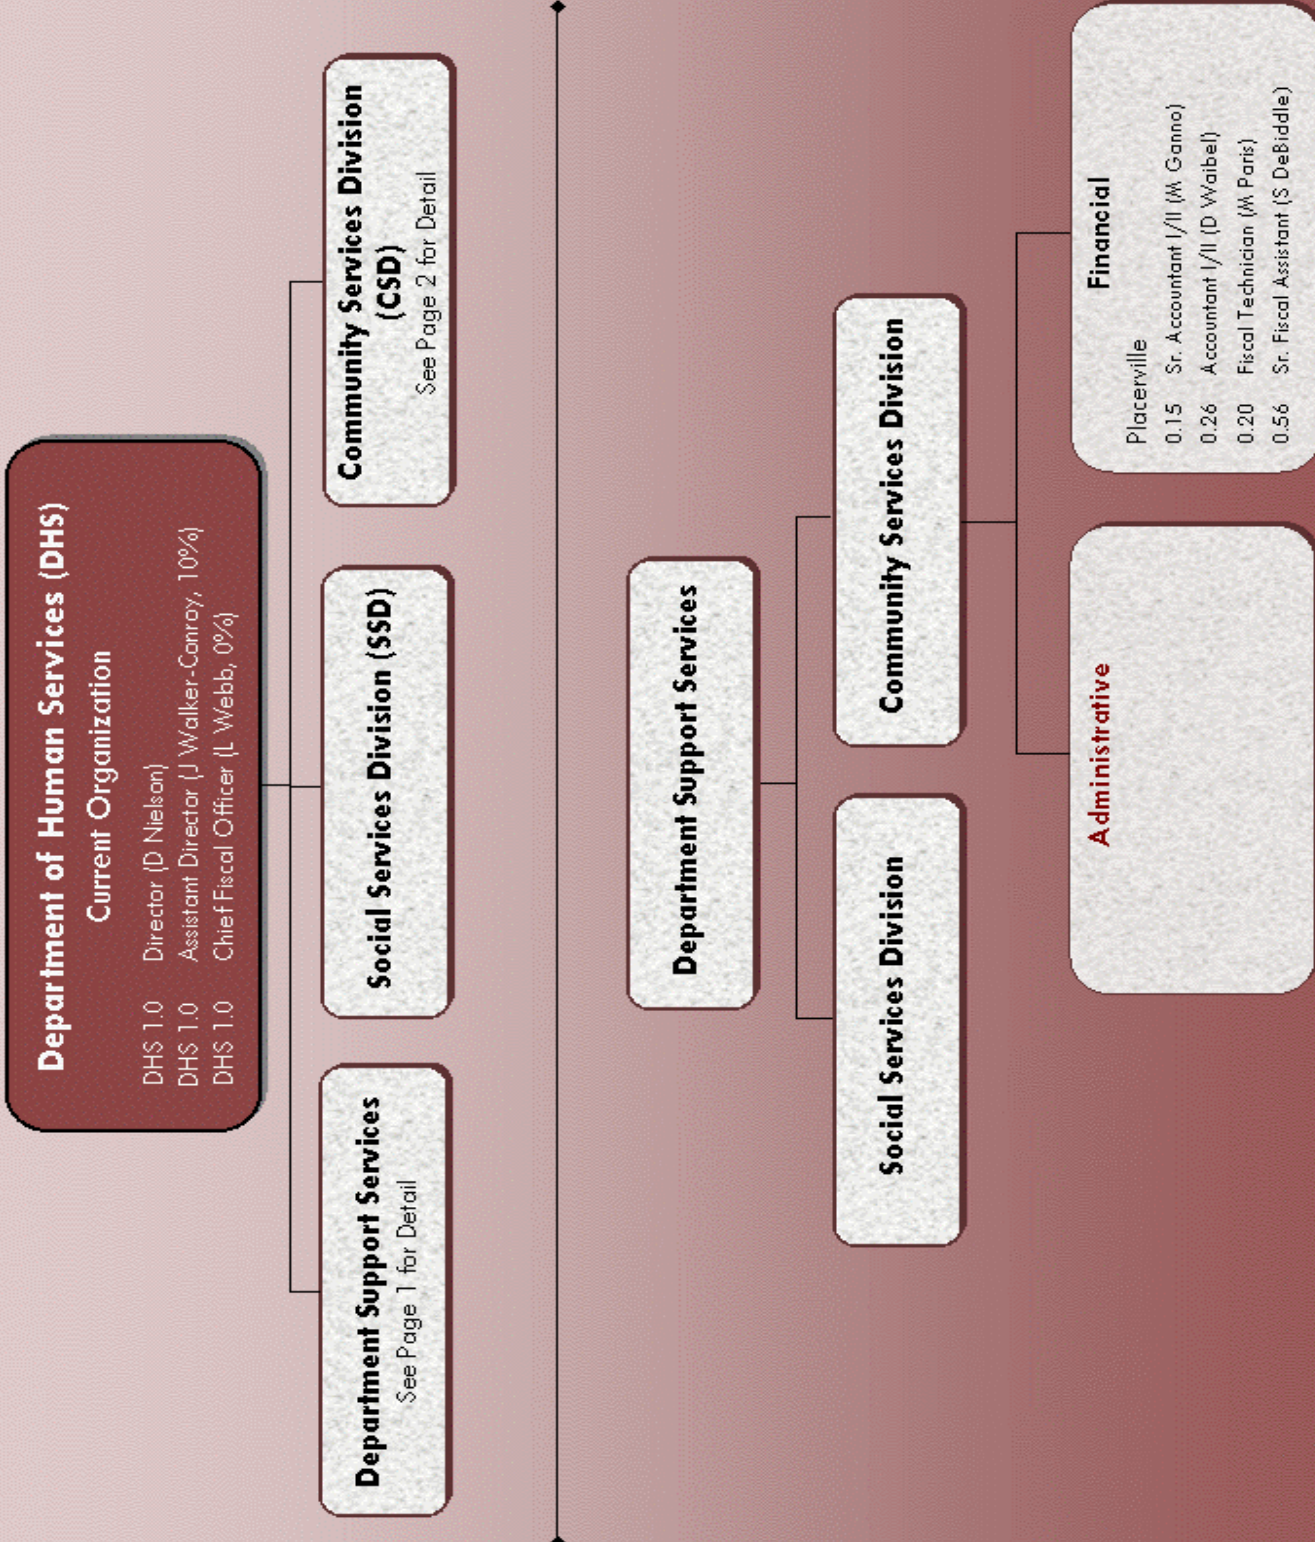 Department of Human Services (DHS)
Current Organization
DHS 1.0 Director (D Nielson)
DHS 1.0 Assistant Director (J Walker-Conroy, 10%)
DHS 1.0 Chief Fiscal Officer (L Webb, 0%)
Department Support Services
See Page 1 for Detail
Social Services Division (SSD)
Community Services Division
(CSD)
See Page 2 for Detail
Department Support Services
Social Services Division
Community Services Division
Administrative
Financial
Placerville
0.15 Sr. Accountant I/II (M Ganno)
0.26 Accountant I/II (D Waibel)
0.20 Fiscal Technician (M Paris)
0.56 Sr. Fiscal Assistant (S DeBiddle)